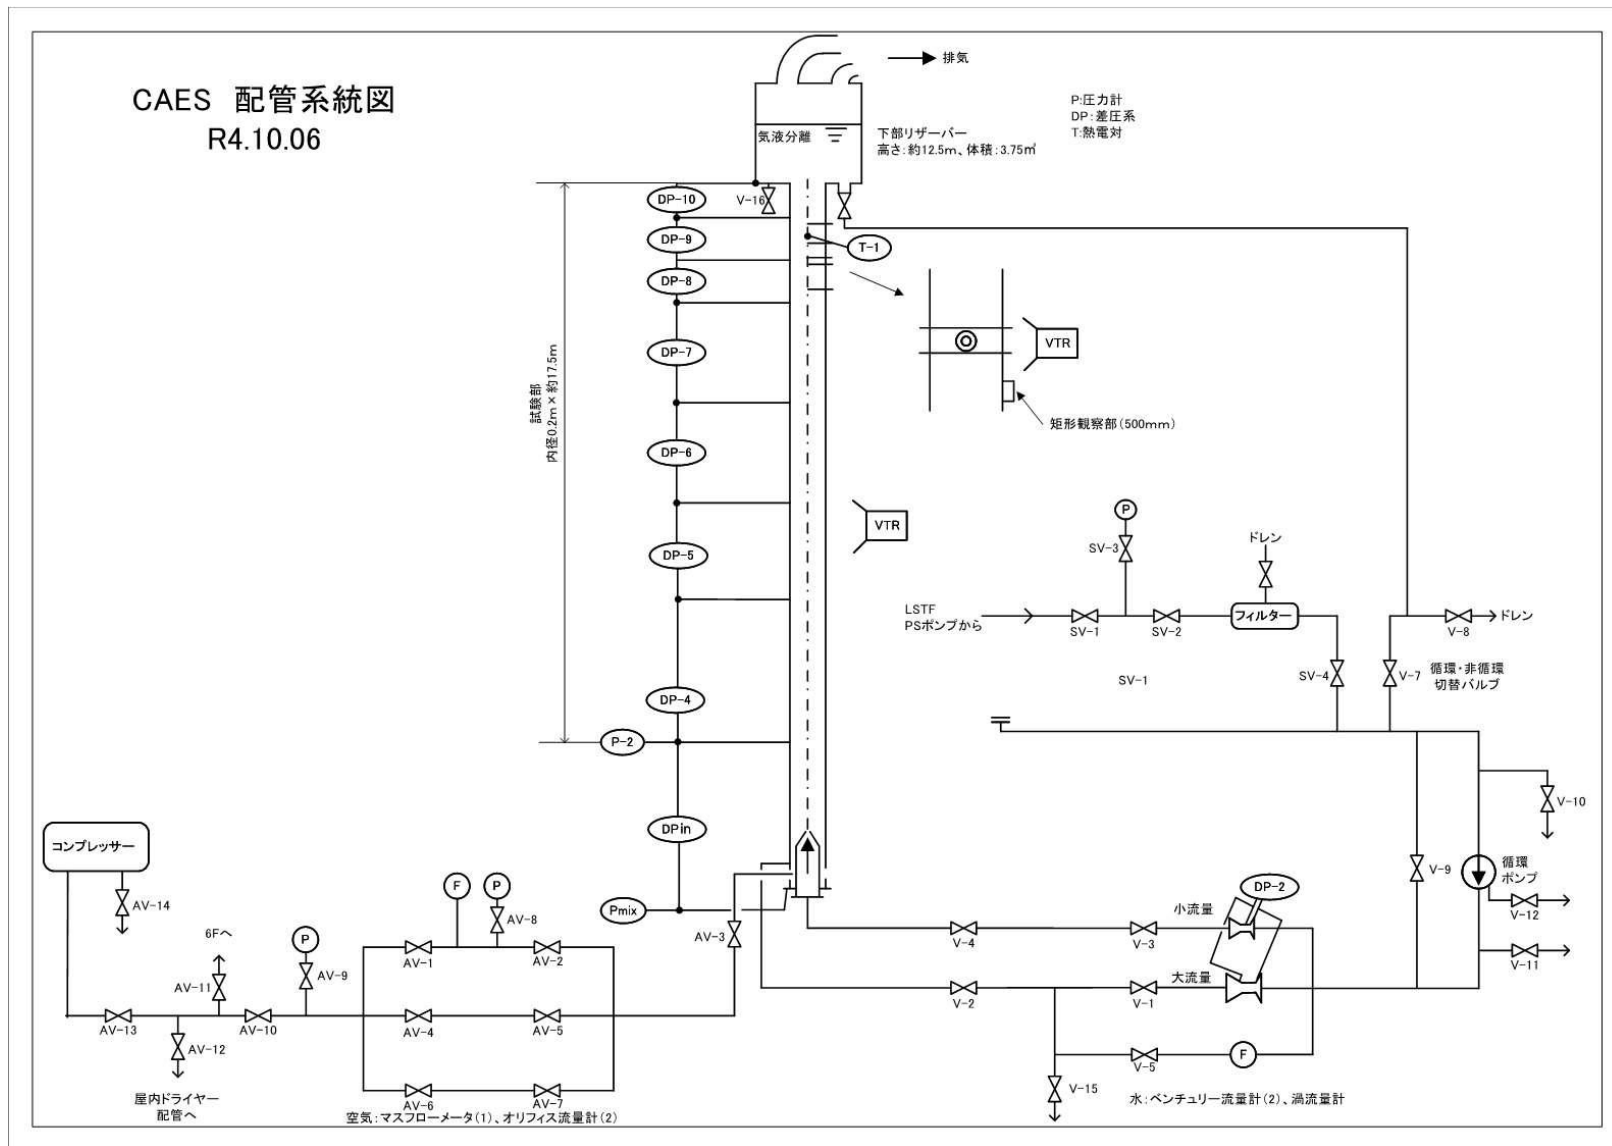 CAES 配管系統図
R4.10.06
排気
P:圧力計
DP:差圧系
T:熱電対
気液分離
下部リザーバー
高さ:約12.5m、体積:3.75㎥
DP-10
V-16
DP-9
T-1
DP-8
DP-7
VTR
試験部
内径0.2m×約17.5m
矩形観察部(500mm)
DP-6
P
VTR
SV-3
ドレン
DP-5
LSTF
PSポンプから
フィルター
ドレン
SV-1
SV-2
V-8
SV-4
V-7
循環・非循環
切替バルブ
SV-1
DP-4
P-2
V-10
DPin
コンプレッサー
循環
ポンプ
V-9
F
P
DP-2
AV-14
AV-8
Pmix
小流量
V-12
6Fへ
P
AV-3
V-4
V-3
AV-1
AV-2
V-11
AV-9
大流量
AV-11
V-2
V-1
AV-13
AV-10
AV-4
AV-5
AV-12
F
V-5
V-15
屋内ドライヤー
配管へ
AV-6
AV-7
空気:マスフローメータ(1)、オリフィス流量計(2)
水:ベンチュリー流量計(2)、渦流量計